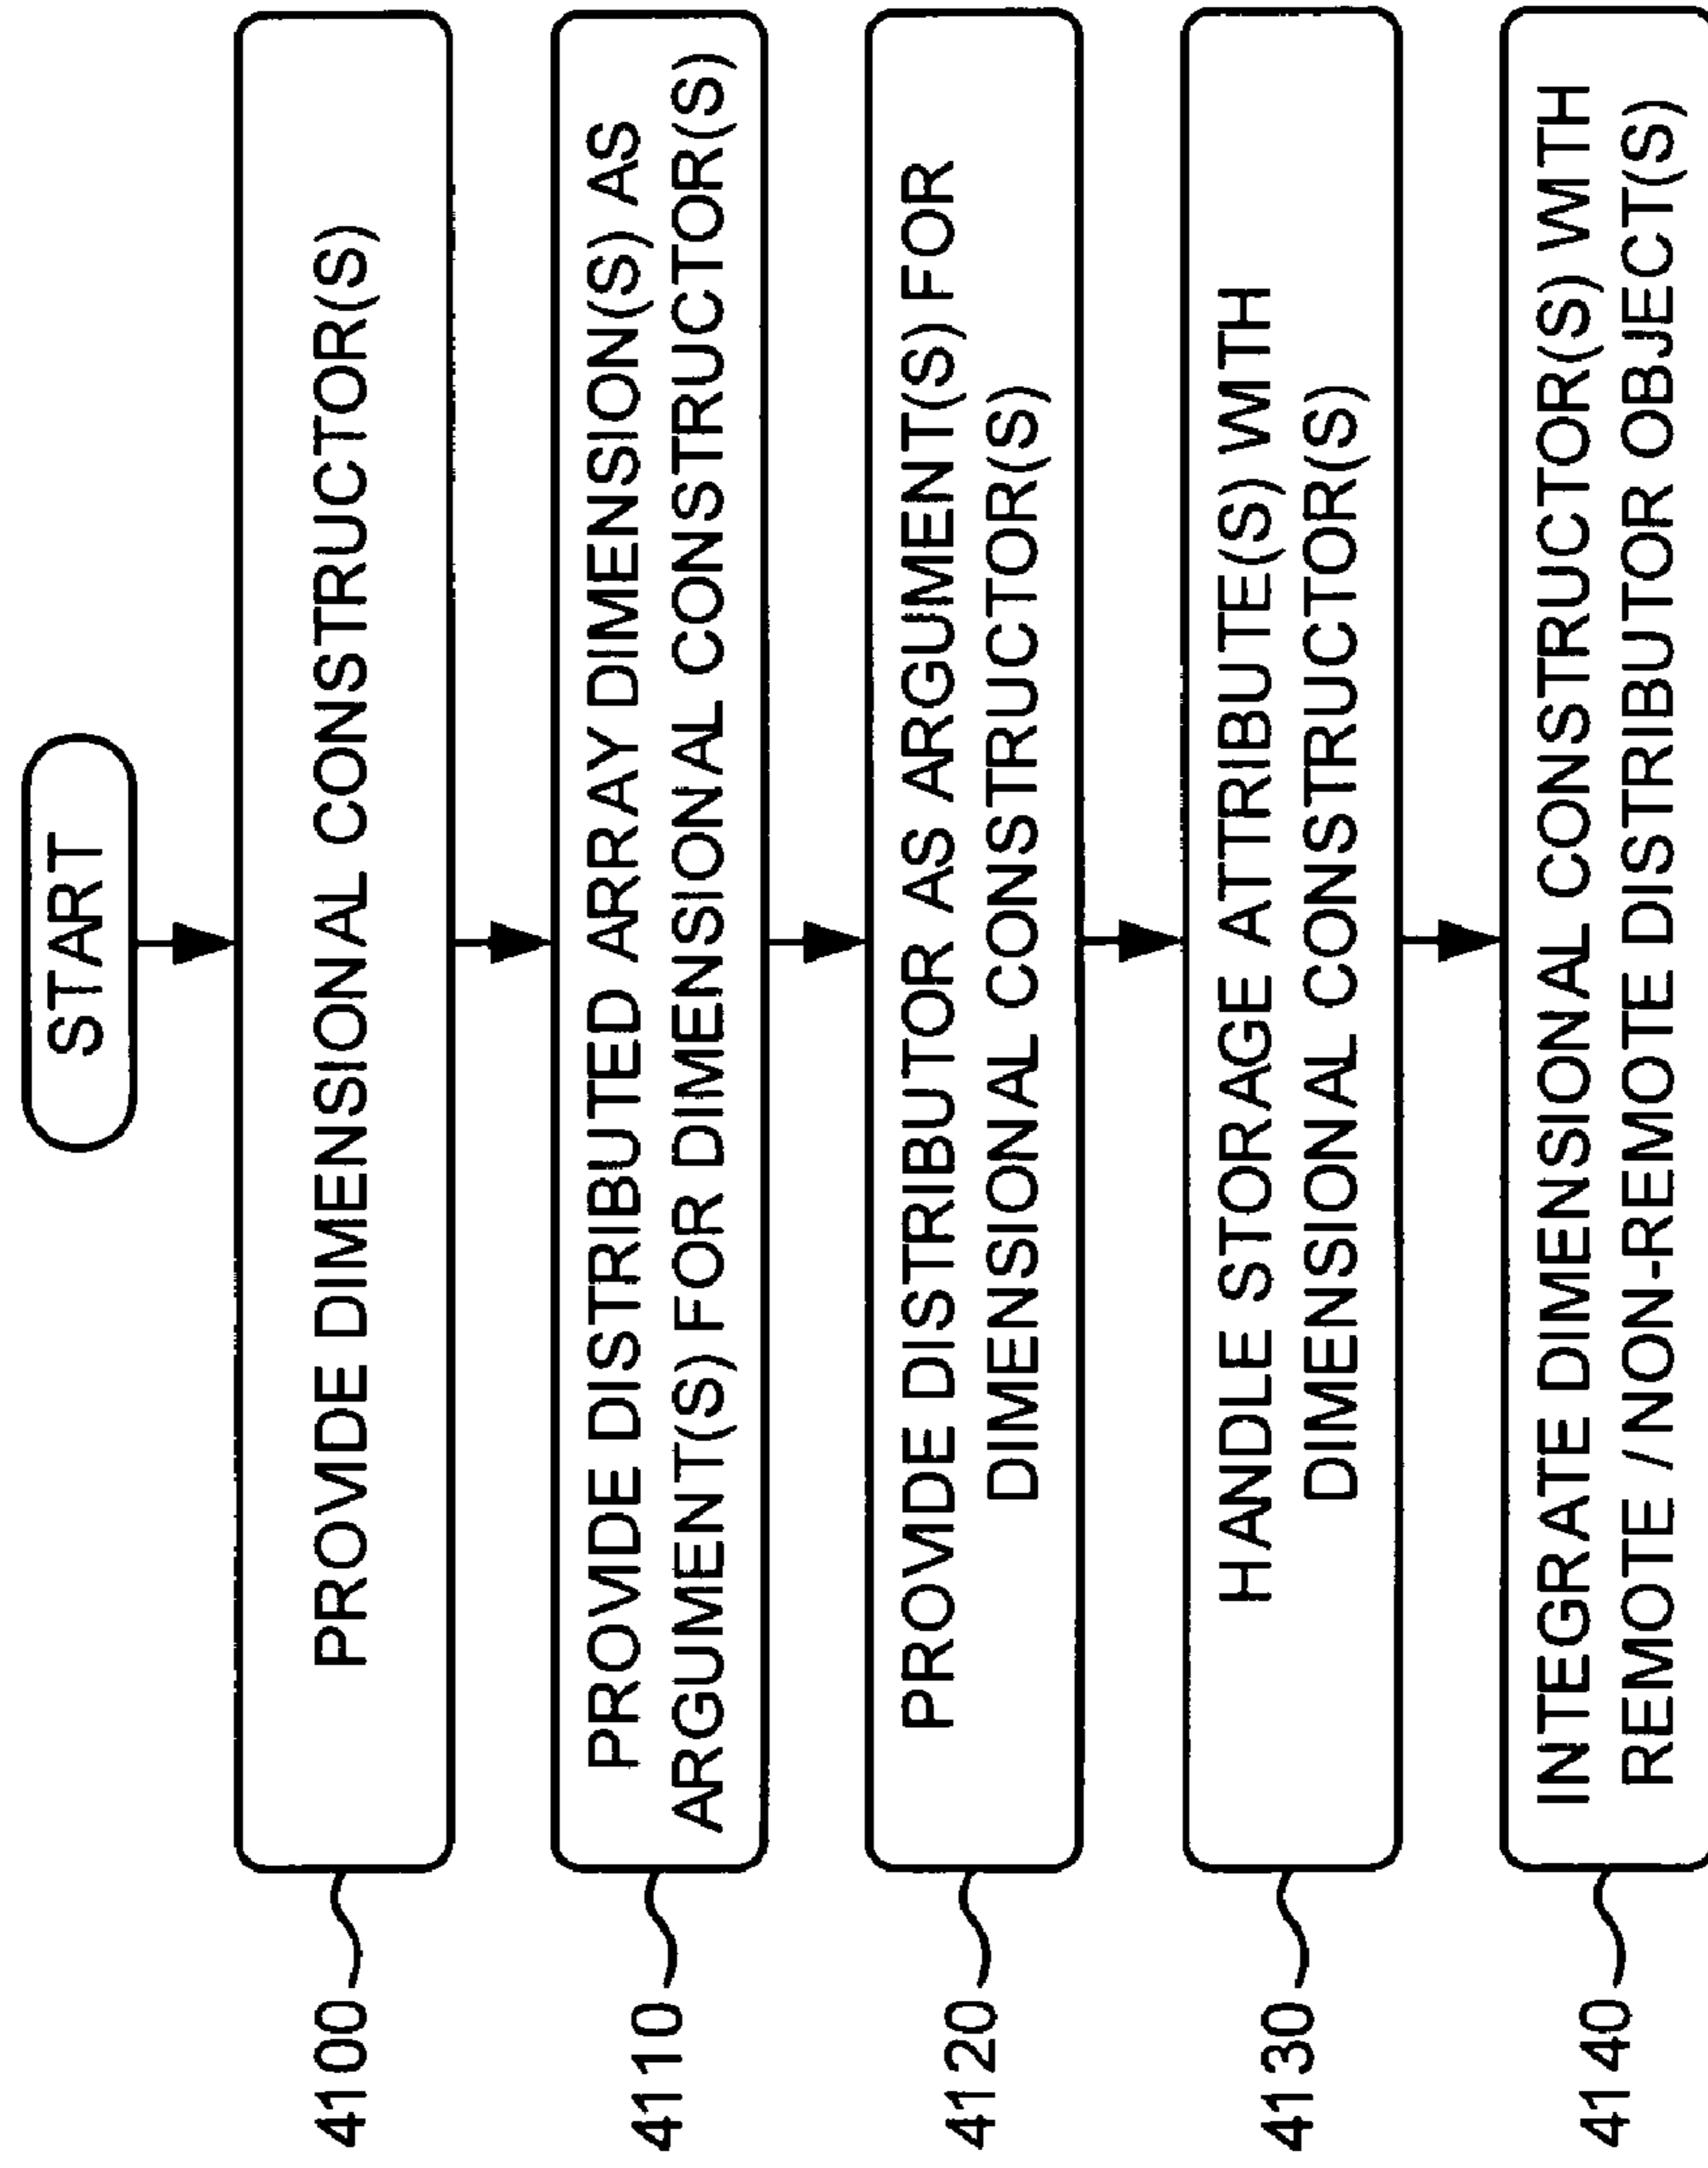 START
4100
PROVIDE DIMENSIONAL CONSTRUCTOR(S)
4110
PROVIDE DISTRIBUTED ARRAY DIMENSION(S) AS
ARGUMENT(S) FOR DIMENSIONAL CONSTRUCTOR(S)
4120
PROVIDE DISTRIBUTOR AS ARGUMENT(S) FOR
DIMENSIONAL CONSTRUCTOR(S)
4130
HANDLE STORAGE ATTRIBUTE(S) WITH
DIMENSIONAL CONSTRUCTOR(S)
4140
INTEGRATE DIMENSIONAL CONSTRUCTOR(S) WITH
REMOTE / NON-REMOTE DISTRIBUTOR OBJECT(S)